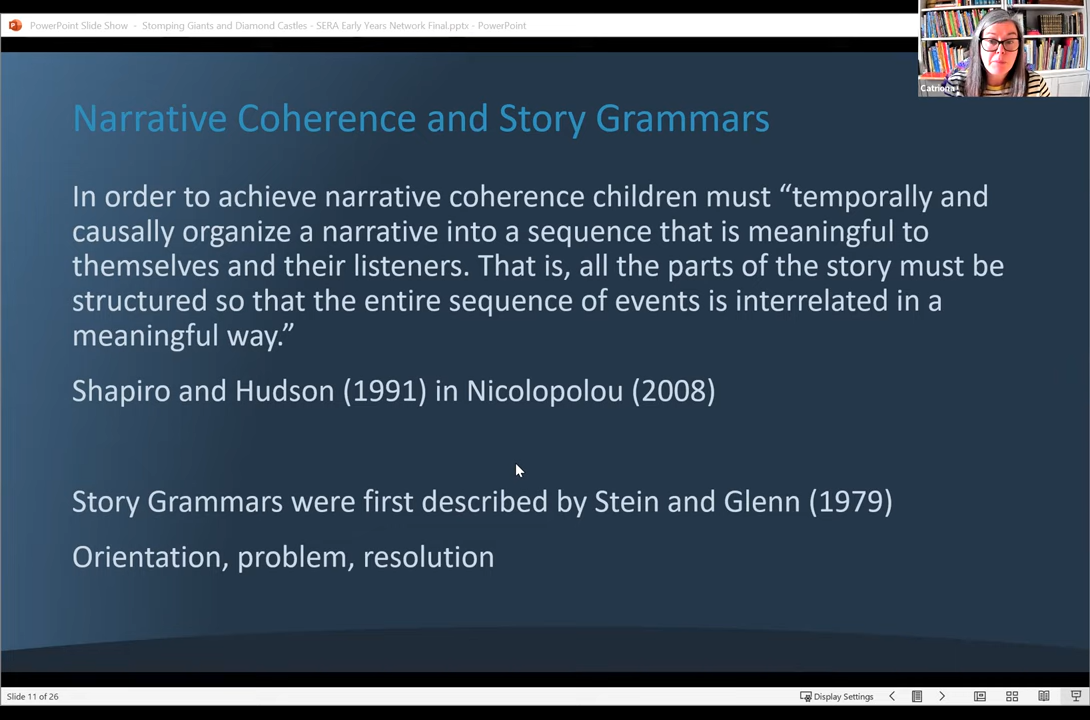 PowerPoint Slide Show - Stomping Giants and Diamond Castles - SERA Early Years Network Final.pptx - PowerPoint
Catriona
Narrative Coherence and Story Grammars
In order to achieve narrative coherence children must “temporally and
causally organize a narrative into a sequence that is meaningful to
themselves and their listeners. That is, all the parts of the story must be
structured so that the entire sequence of events is interrelated in a
meaningful way.”
Shapiro and Hudson (1991) in Nicolopolou (2008)
Story Grammars were first described by Stein and Glenn (1979)
Orientation, problem, resolution
Slide 11 of 26
Display Settings